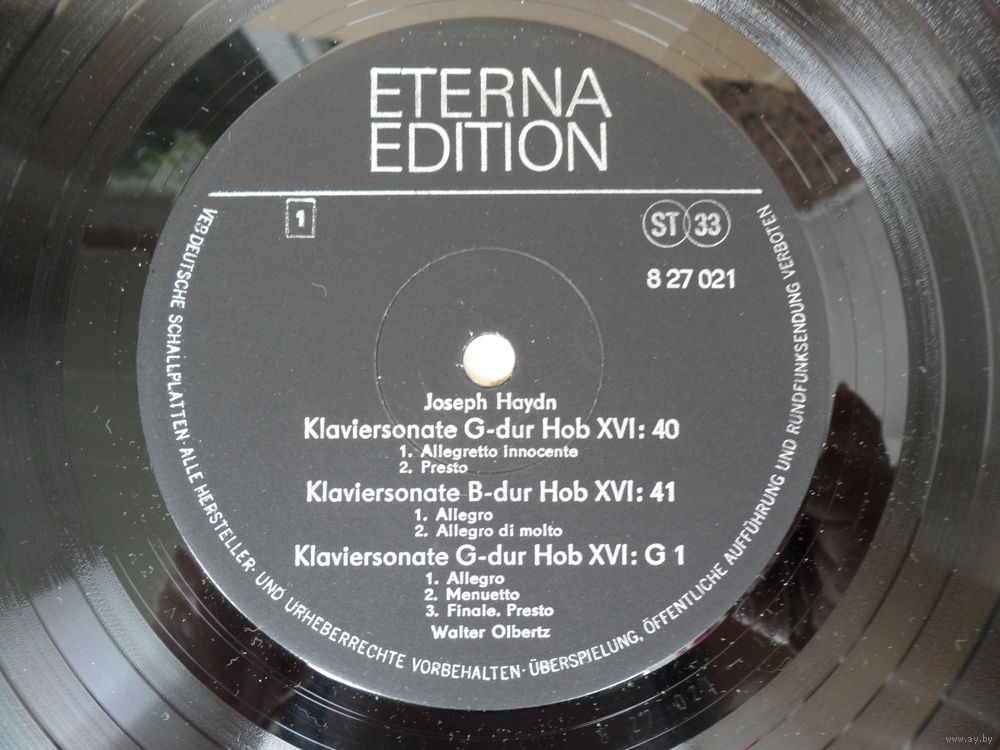 ETERNA
EDITION
1
ST 33
8 27 021
Joseph Haydn
Klaviersonate G-dur Hob XVI: 40
1. Allegretto innocente
2. Presto
Klaviersonate B-dur Hob XVI: 41
1. Allegro
2. Allegro di molto
Klaviersonate G-dur Hob XVI: G 1
1. Allegro
2. Menuetto
3. Finale. Presto
Walter Olbertz
VEB DEUTSCHE SCHALLPLATTEN · ALLE HERSTELLER- UND URHEBERRECHTE VORBEHALTEN · ÜBERSPIELUNG, ÖFFENTLICHE AUFFÜHRUNG UND RUNDFUNKSENDUNG VERBOTEN
www.ay.by